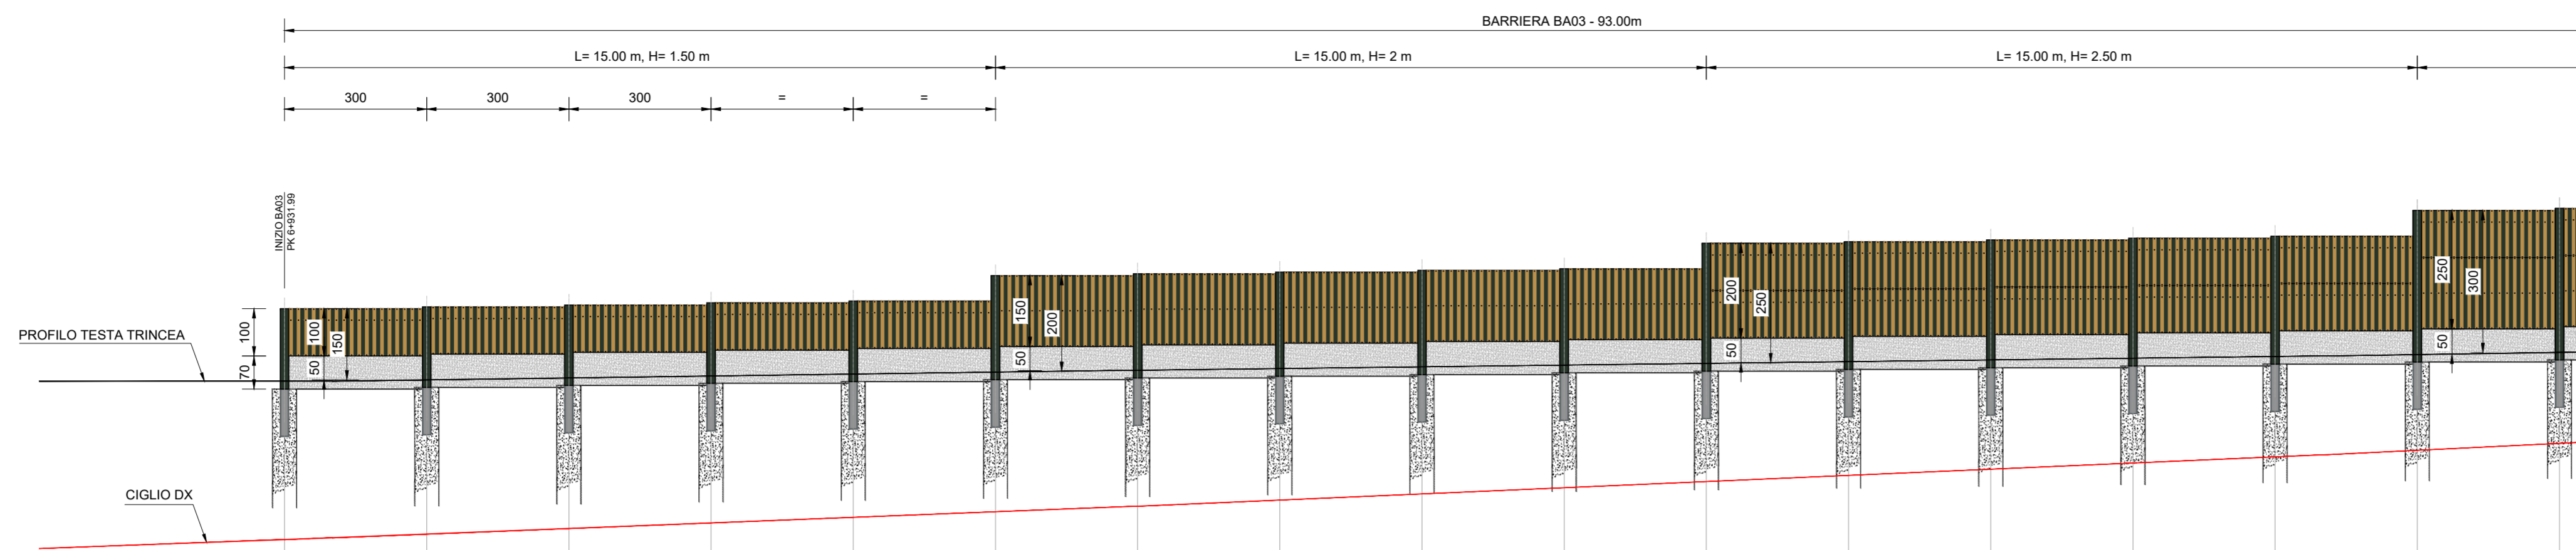 BARRIERA BA03 - 93.00m
L= 15.00 m, H= 1.50 m
L= 15.00 m, H= 2 m
L= 15.00 m, H= 2.50 m
300
300
300
=
=
INIZIO BA03
PK 6+931.99
PROFILO TESTA TRINCEA
100
70
100
50
150
150
50
200
200
50
250
250
50
300
CIGLIO DX